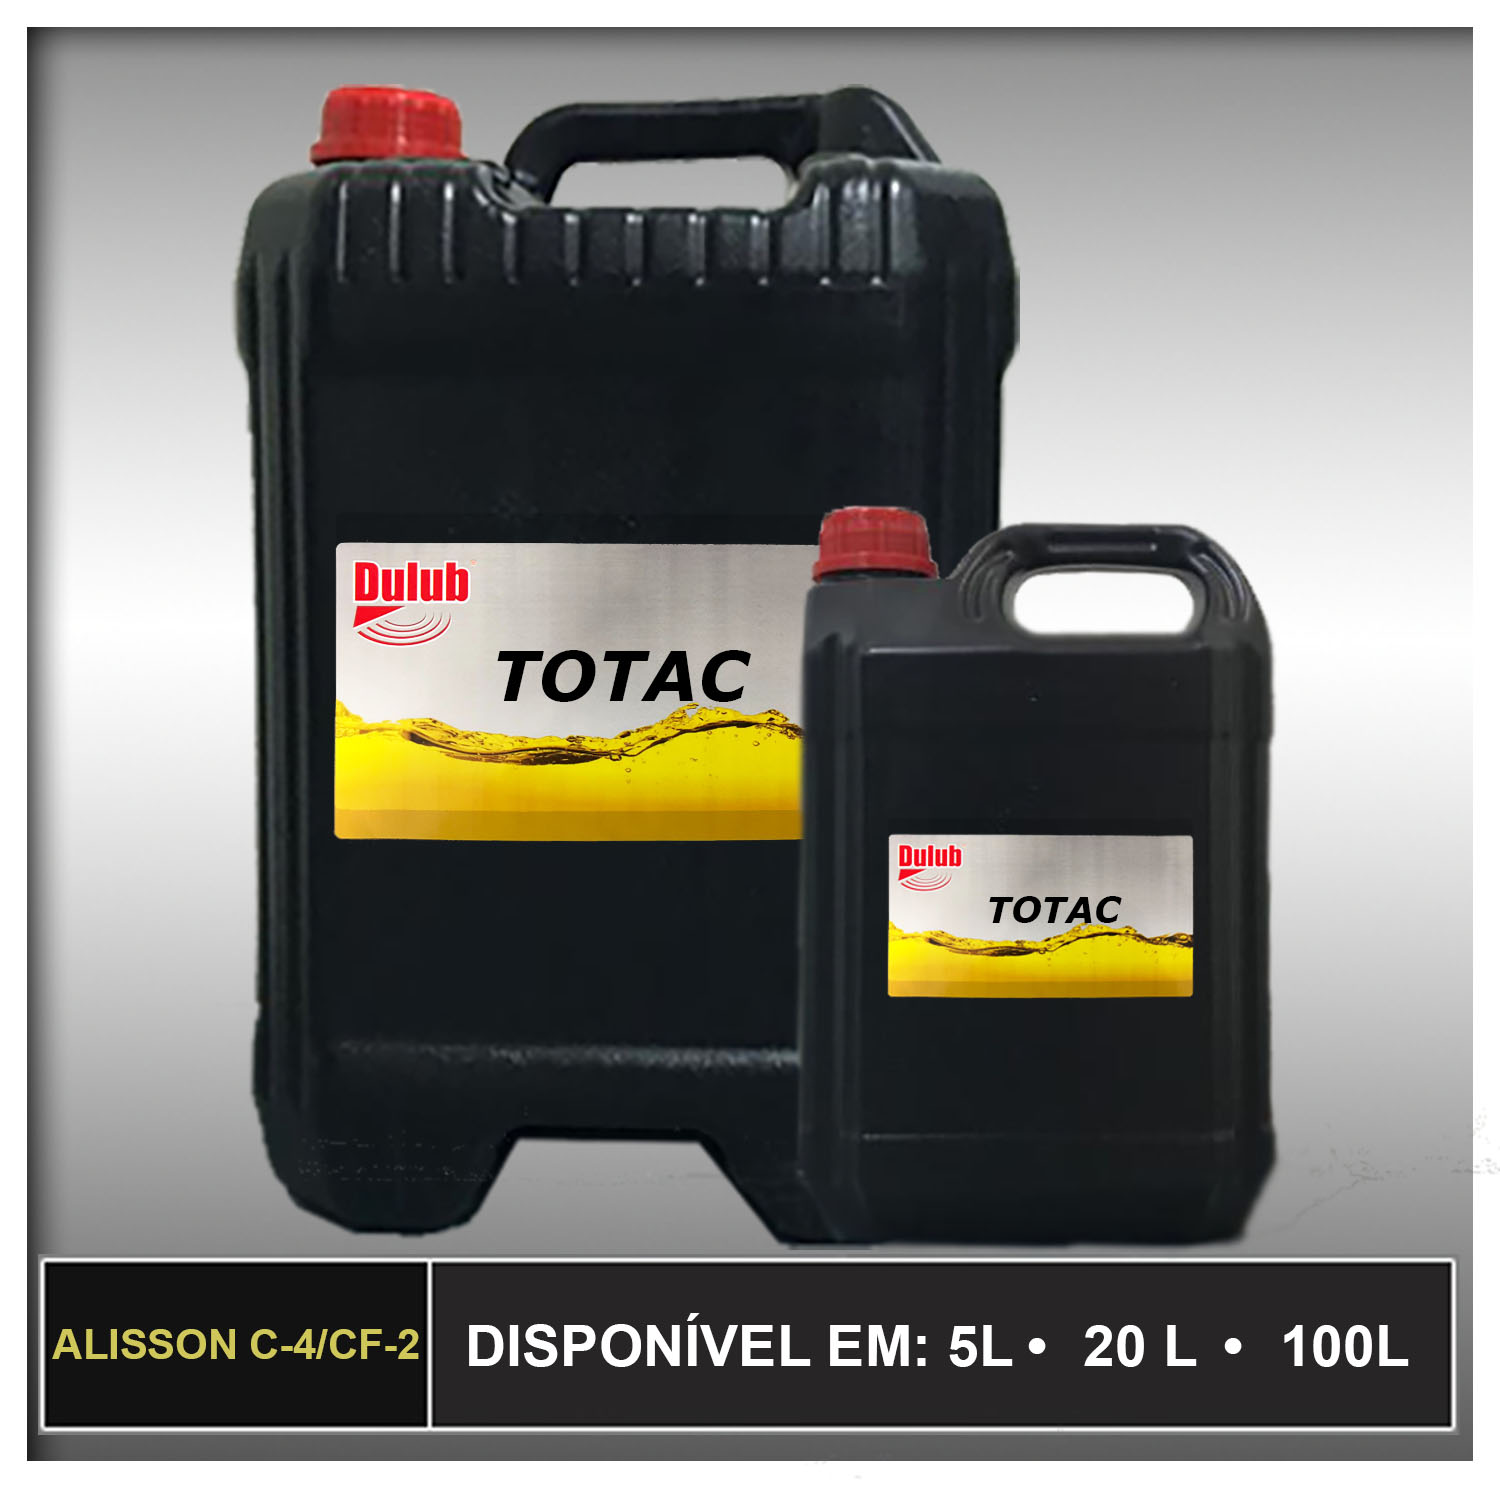 Dulub
TOTAC
Dulub
TOTAC
ALISSON C-4/CF-2
DISPONÍVEL EM: 5L • 20 L • 100L